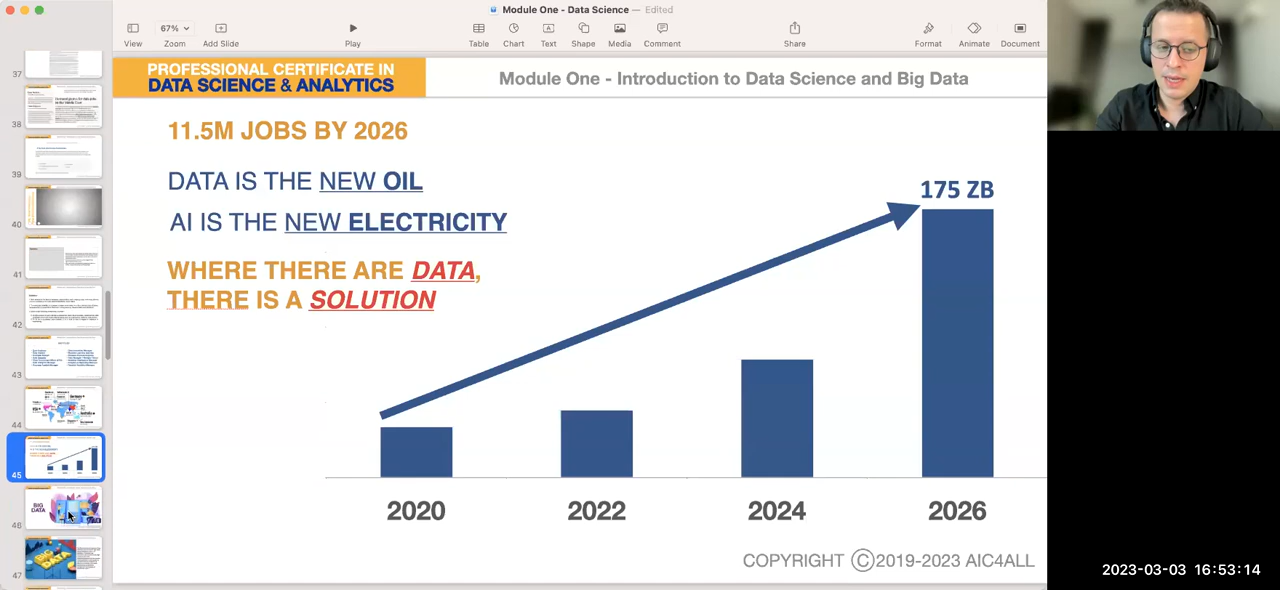 Module One - Data Science — Edited
67%
View
Zoom
Add Slide
Play
Table
Chart
Text
Shape
Media
Comment
Share
Format
Animate
Document
PROFESSIONAL CERTIFICATE IN
DATA SCIENCE & ANALYTICS
Module One - Introduction to Data Science and Big Data
11.5M JOBS BY 2026
DATA IS THE NEW OIL
AI IS THE NEW ELECTRICITY
WHERE THERE ARE DATA,
THERE IS A SOLUTION
175 ZB
2020
2022
2024
2026
COPYRIGHT Ⓒ2019-2023 AIC4ALL
37
38
39
40
41
42
43
44
45
BIG
DATA
47
2023-03-03 16:53:14